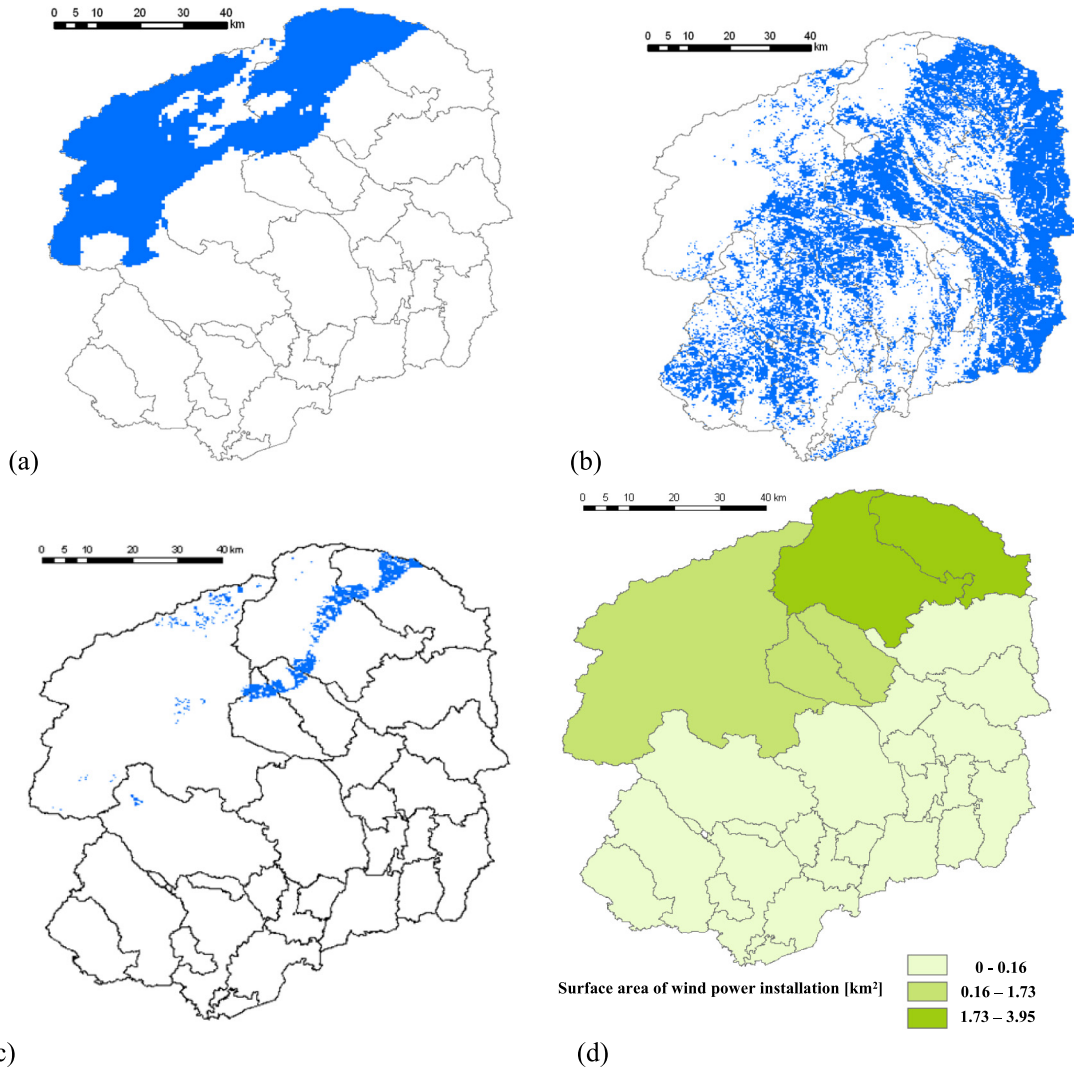 0 5 10 20 30 40
km
0 5 10 20 30 40
km
(a)
(b)
0 5 10 20 30 40 km
0 5 10 20 30 40 km
Surface area of wind power installation [km²]
0 - 0.16
0.16 – 1.73
1.73 – 3.95
c)
(d)